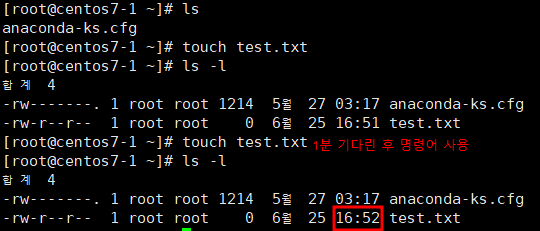 [root@centos7-1 ~]# ls
anaconda-ks.cfg
[root@centos7-1 ~]# touch test.txt
[root@centos7-1 ~]# ls -l
합계 4
-rw-------. 1 root root 1214  5월  27 03:17 anaconda-ks.cfg
-rw-r--r--  1 root root    0  6월  25 16:51 test.txt
[root@centos7-1 ~]# touch test.txt 1분 기다린 후 명령어 사용
[root@centos7-1 ~]# ls -l
합계 4
-rw-------. 1 root root 1214  5월  27 03:17 anaconda-ks.cfg
-rw-r--r--  1 root root    0  6월  25 16:52 test.txt